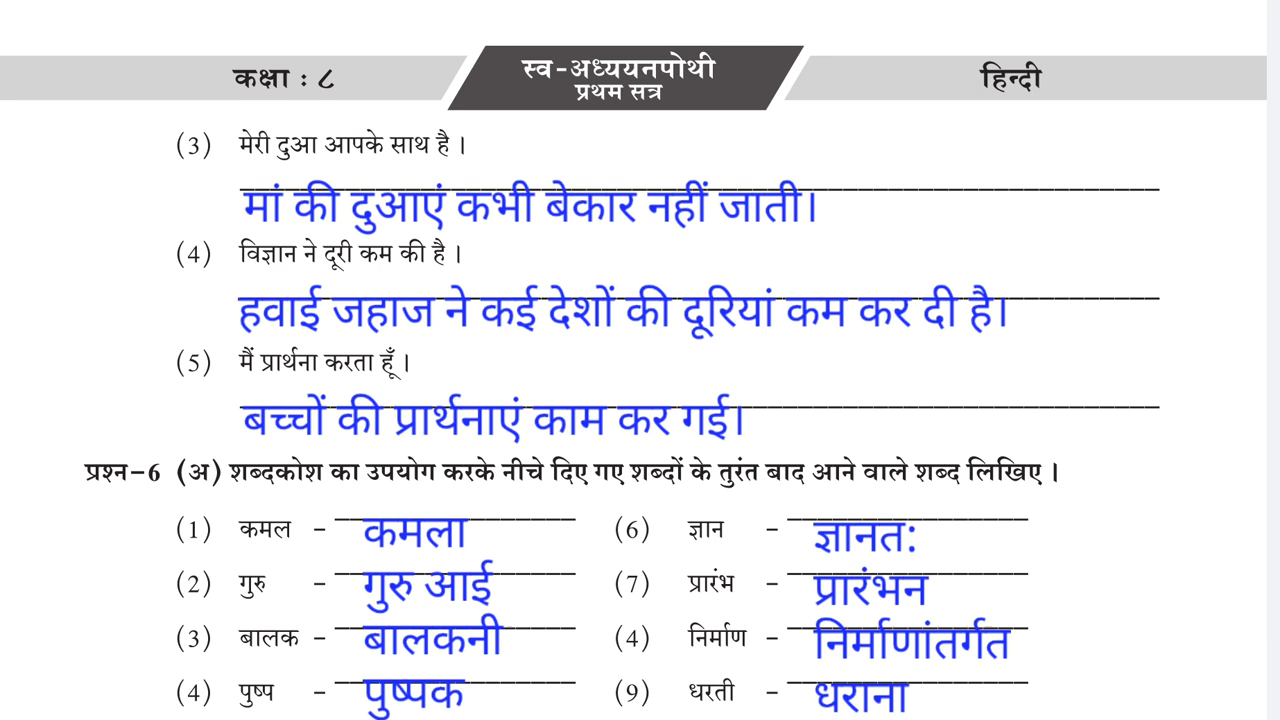 कक्षा : ८ स्व-अध्ययनपोथी हिन्दी
प्रथम सत्र
(3) मेरी दुआ आपके साथ है ।
मां की दुआएं कभी बेकार नहीं जाती।
(4) विज्ञान ने दूरी कम की है ।
हवाई जहाज ने कई देशों की दूरियां कम कर दी है।
(5) मैं प्रार्थना करता हूँ ।
बच्चों की प्रार्थनाएं काम कर गई।
प्रश्न-6 (अ) शब्दकोश का उपयोग करके नीचे दिए गए शब्दों के तुरंत बाद आने वाले शब्द लिखिए ।
(1) कमल - कमला (6) ज्ञान - ज्ञानत:
(2) गुरु - गुरु आई (7) प्रारंभ - प्रारंभन
(3) बालक - बालकनी (4) निर्माण - निर्माणांतर्गत
(4) पुष्प - पुष्पक (9) धरती - धराना